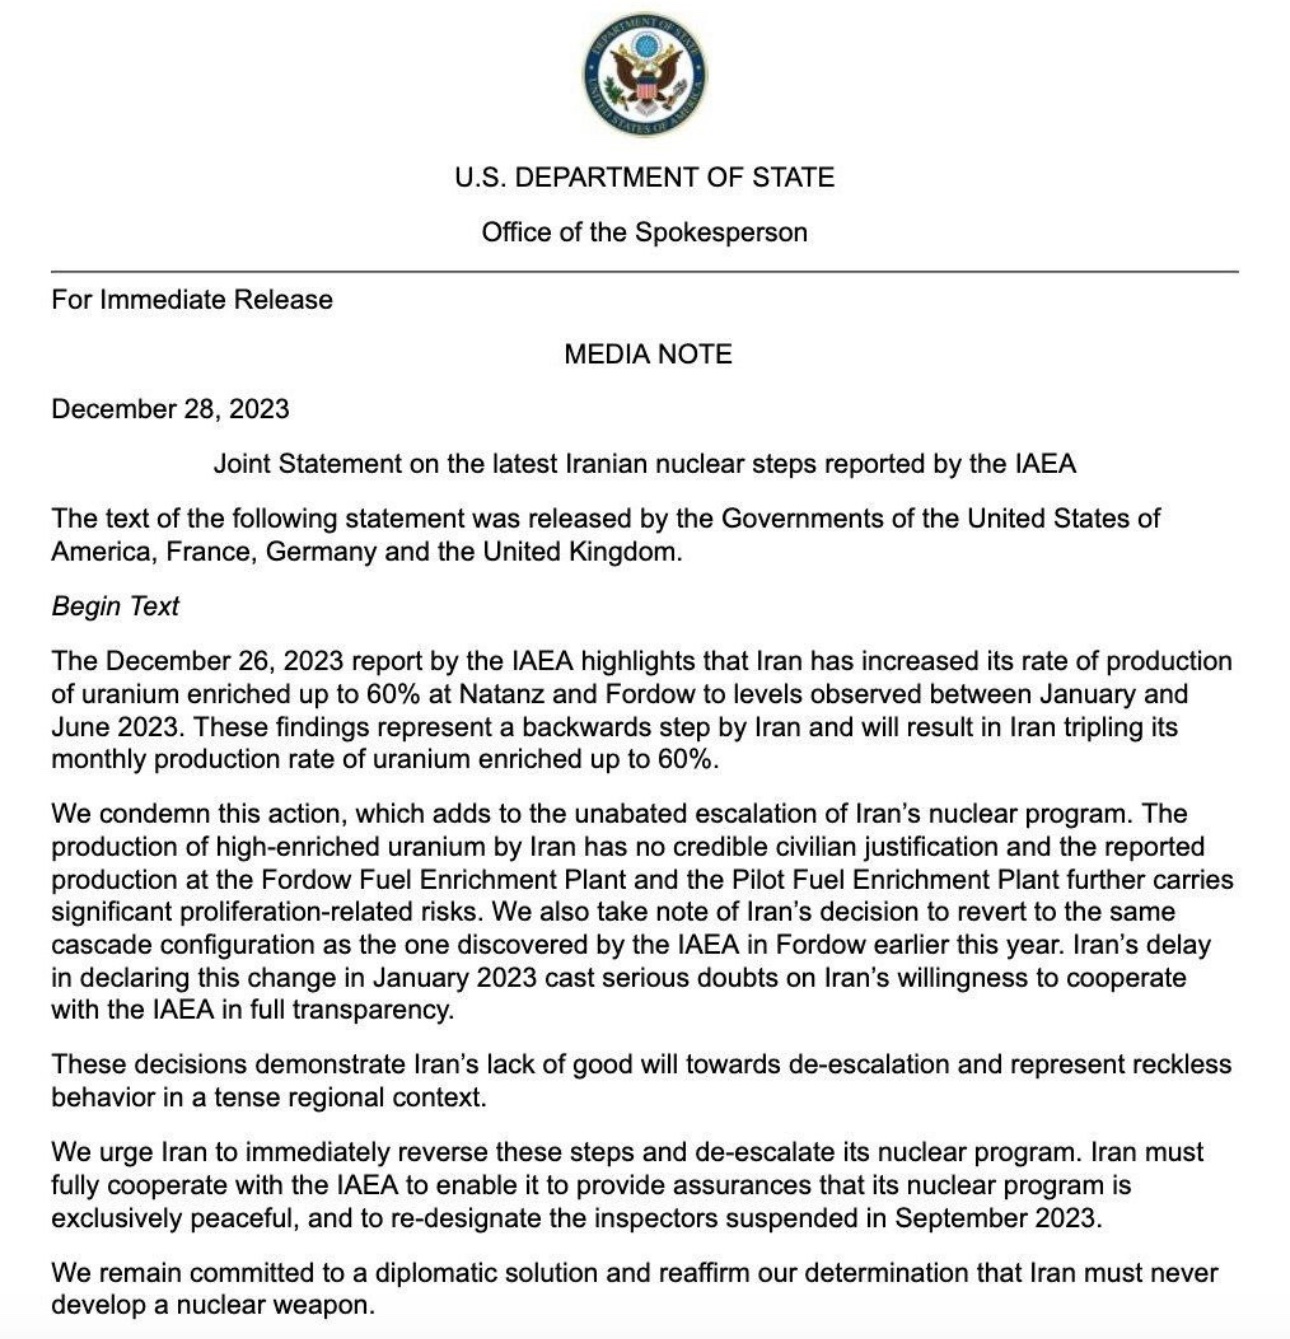 DEPARTMENT OF STATE
UNITED STATES OF AMERICA
U.S. DEPARTMENT OF STATE
Office of the Spokesperson
For Immediate Release
MEDIA NOTE
December 28, 2023
Joint Statement on the latest Iranian nuclear steps reported by the IAEA
The text of the following statement was released by the Governments of the United States of
America, France, Germany and the United Kingdom.
Begin Text
The December 26, 2023 report by the IAEA highlights that Iran has increased its rate of production
of uranium enriched up to 60% at Natanz and Fordow to levels observed between January and
June 2023. These findings represent a backwards step by Iran and will result in Iran tripling its
monthly production rate of uranium enriched up to 60%.
We condemn this action, which adds to the unabated escalation of Iran’s nuclear program. The
production of high-enriched uranium by Iran has no credible civilian justification and the reported
production at the Fordow Fuel Enrichment Plant and the Pilot Fuel Enrichment Plant further carries
significant proliferation-related risks. We also take note of Iran’s decision to revert to the same
cascade configuration as the one discovered by the IAEA in Fordow earlier this year. Iran’s delay
in declaring this change in January 2023 cast serious doubts on Iran’s willingness to cooperate
with the IAEA in full transparency.
These decisions demonstrate Iran’s lack of good will towards de-escalation and represent reckless
behavior in a tense regional context.
We urge Iran to immediately reverse these steps and de-escalate its nuclear program. Iran must
fully cooperate with the IAEA to enable it to provide assurances that its nuclear program is
exclusively peaceful, and to re-designate the inspectors suspended in September 2023.
We remain committed to a diplomatic solution and reaffirm our determination that Iran must never
develop a nuclear weapon.